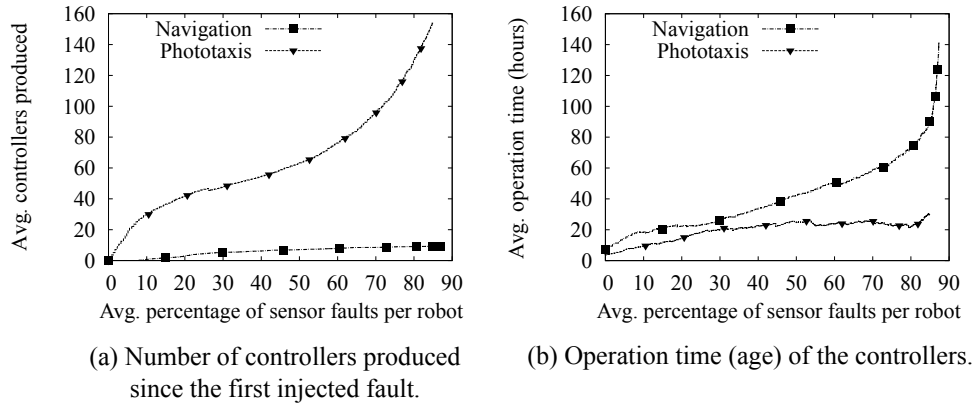 160
140
120
100
80
60
40
20
0
Avg. controllers produced
Navigation
Phototaxis
0 10 20 30 40 50 60 70 80 90
Avg. percentage of sensor faults per robot
(a) Number of controllers produced
since the first injected fault.
160
140
120
100
80
60
40
20
0
Avg. operation time (hours)
Navigation
Phototaxis
0 10 20 30 40 50 60 70 80 90
Avg. percentage of sensor faults per robot
(b) Operation time (age) of the controllers.